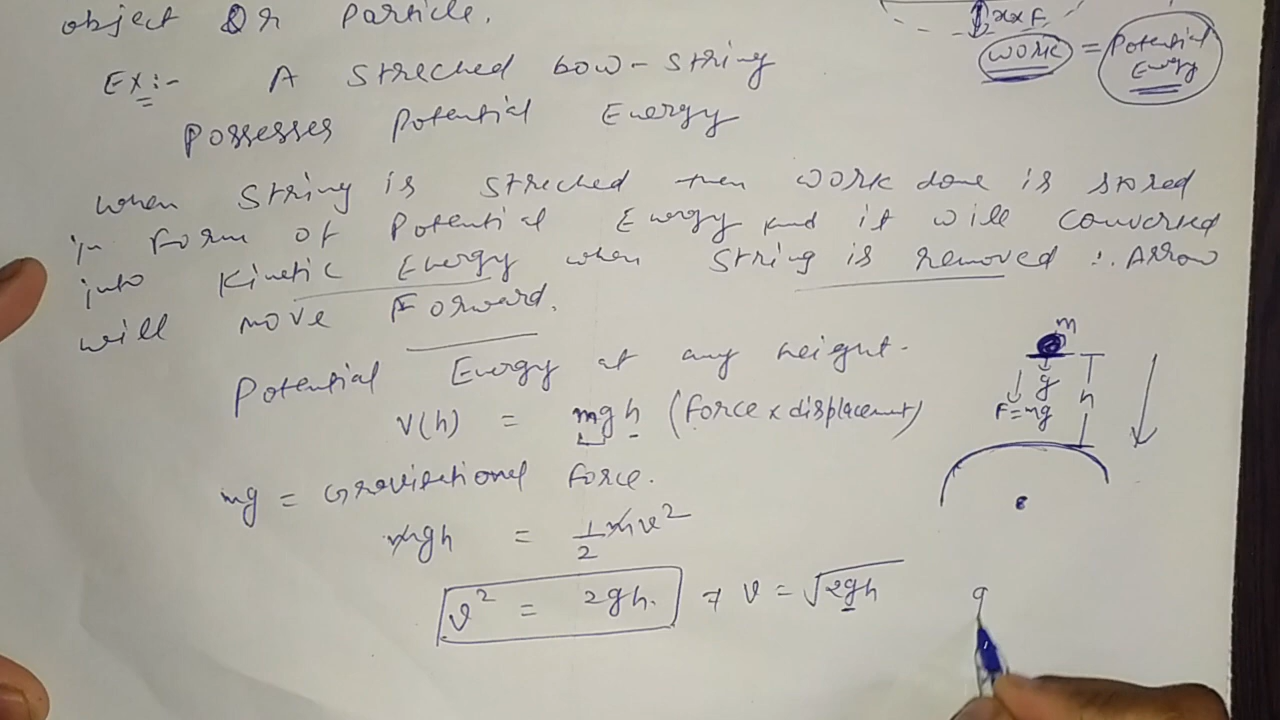 object Or Particle.
Ex:- A streched bow-string
Possesses Potential Energy
when string is streched then work done is stored
in form of Potential Energy and it will converted
into Kinetic Energy when string is removed ∴ Arrow
will move Forward.
Potential Energy at any height.
V(h) = mgh (force x displacement)
mg = Gravitational force.
mgh = 1/2 mv²
v² = 2gh. ⇒ v = √2gh
x x F
work = Potential
Energy
m
g
h
F=mg
e
g